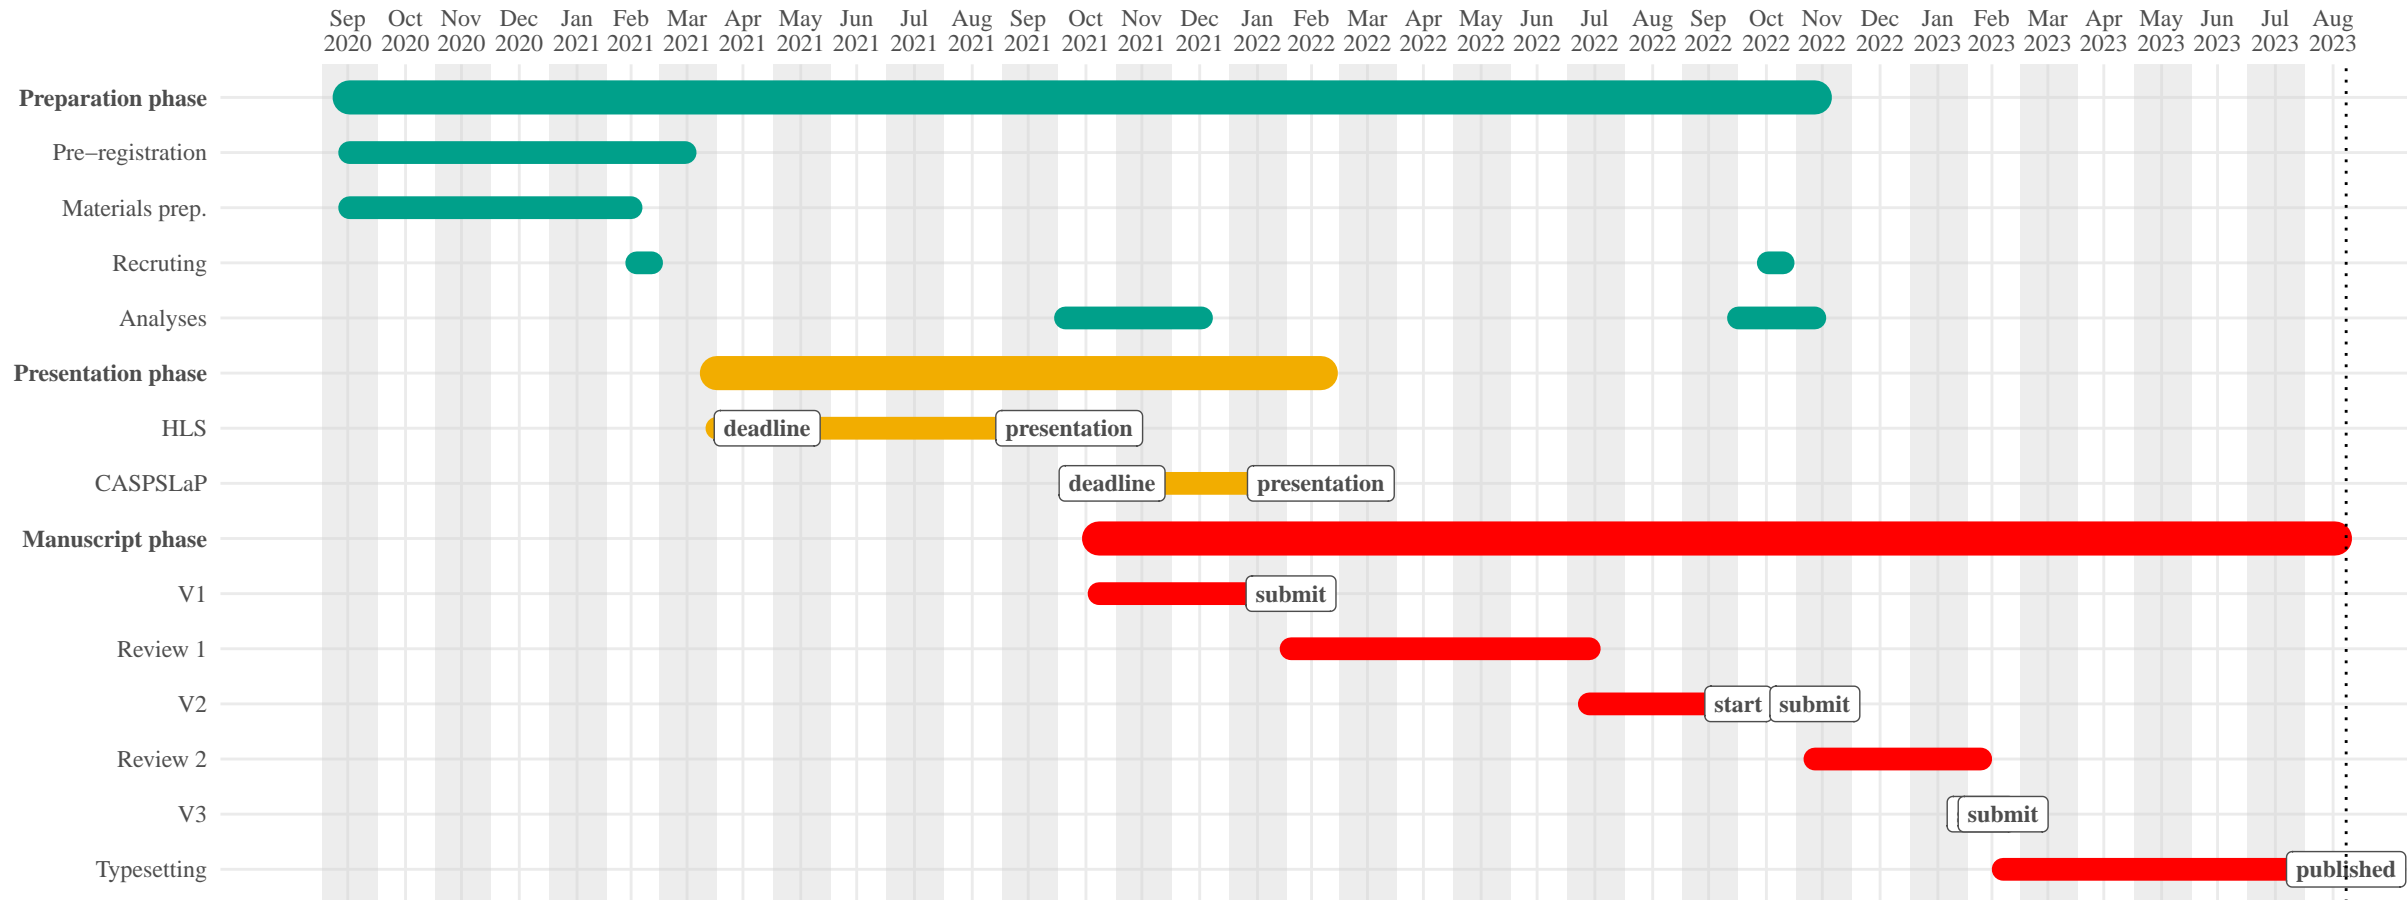 Sep Oct Nov Dec Jan Feb Mar Apr May Jun Jul Aug Sep Oct Nov Dec Jan Feb Mar Apr May Jun Jul Aug Sep Oct Nov Dec Jan Feb Mar Apr May Jun Jul Aug
2020 2020 2020 2020 2021 2021 2021 2021 2021 2021 2021 2021 2021 2021 2021 2021 2022 2022 2022 2022 2022 2022 2022 2022 2022 2022 2022 2022 2023 2023 2023 2023 2023 2023 2023 2023
Preparation phase
Pre−registration
Materials prep.
Recruting
Analyses
Presentation phase
HLS deadline presentation
CASPSLaP deadline presentation
Manuscript phase
V1 submit
Review 1
V2 start submit
Review 2
V3 submit
Typesetting published